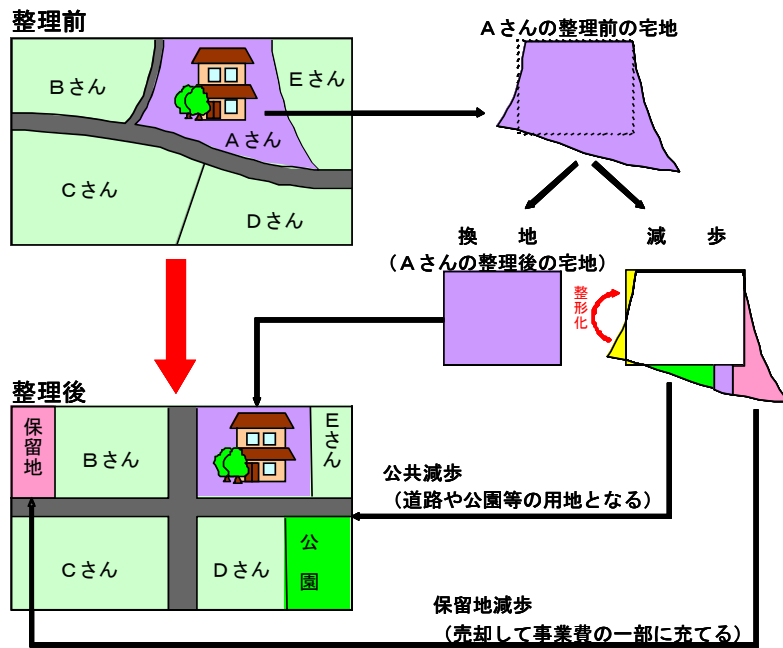 整理前
Bさん
Aさん
Eさん
Cさん
Dさん
Aさんの整理前の宅地
換地
(Aさんの整理後の宅地)
減歩
整形化
整理後
保留地
Bさん
Eさん
Cさん
Dさん
公園
公共減歩
(道路や公園等の用地となる)
保留地減歩
(売却して事業費の一部に充てる)